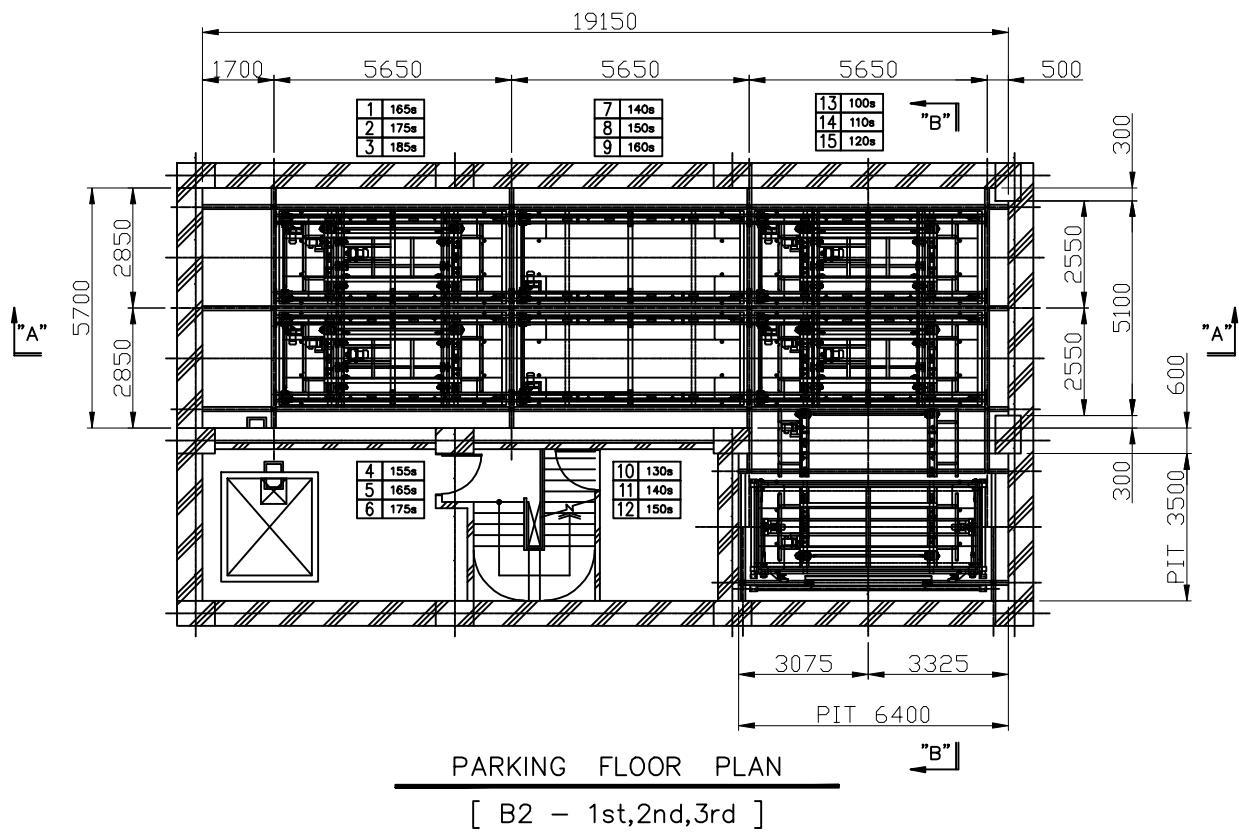 19150
1700 5650 5650 5650 500
1 165s
2 175s
3 185s
7 140s
8 150s
9 160s
13 100s
14 110s
15 120s
"B"
300
5700
2850
2850
2550
2550
5100
"A"
"A"
600
300
PIT 3500
4 155s
5 165s
6 175s
10 130s
11 140s
12 150s
N
3075 3325
PIT 6400
"B"
PARKING FLOOR PLAN
[ B2 - 1st,2nd,3rd ]